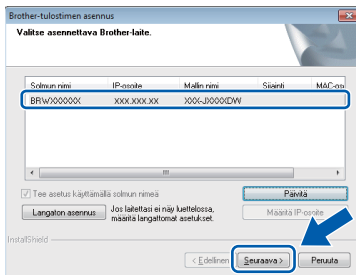 Brother-tulostimen asennus
Valitse asennettava Brother-laite.
Solmun nimi IP-osoite Mallin nimi Sijainti MAC-oso
BRWXXXXXX XXX.XXX.XX XXX-JXXXXDW
Tee asetus käyttämällä solmun nimeä
Päivitä
Langaton asennus
Jos laitettasi ei näy luettelossa,
määritä langattomat asetukset.
Määritä IP-osoite
InstallShield
< Edellinen Seuraava > Peruuta